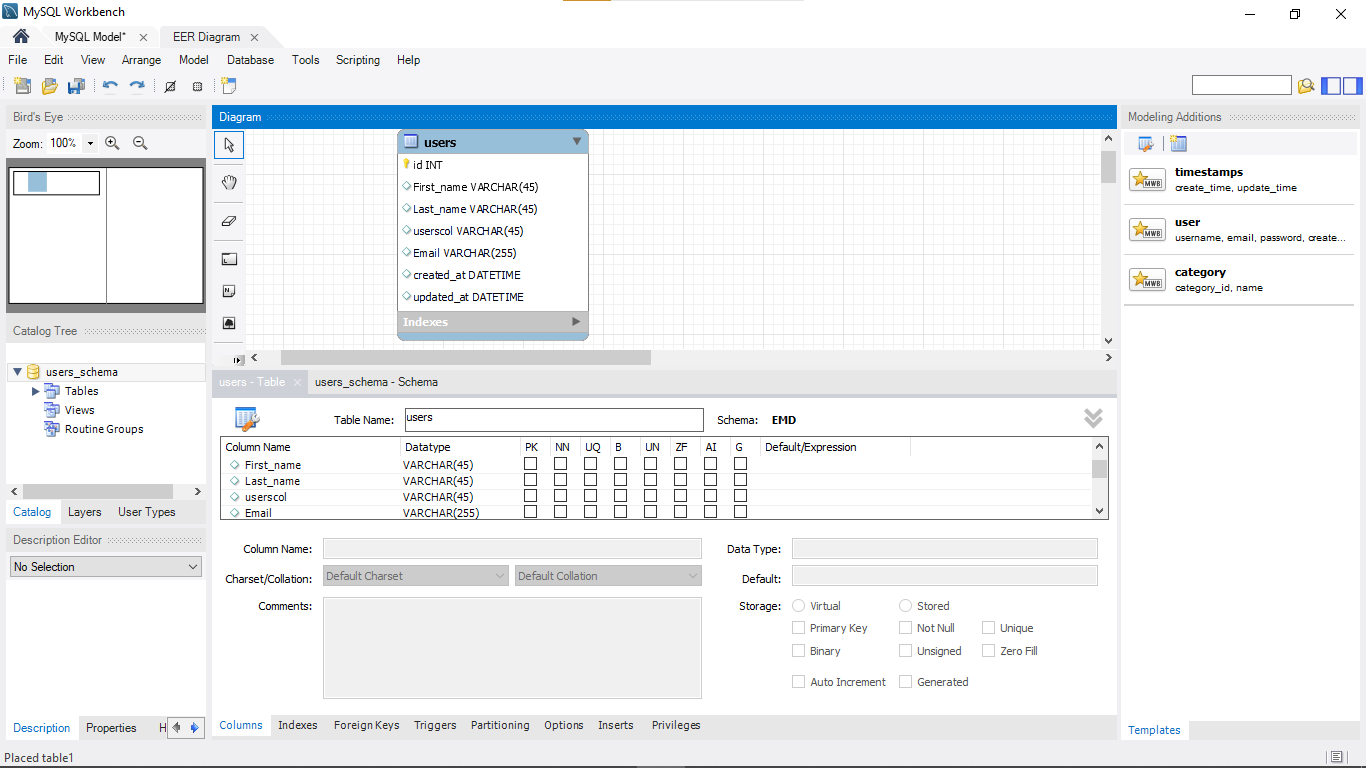 MySQL Workbench
MySQL Model* EER Diagram
File Edit View Arrange Model Database Tools Scripting Help
Bird's Eye
Zoom: 100%
Catalog Tree
users_schema
Tables
Views
Routine Groups
Catalog Layers User Types
Description Editor
No Selection
Description Properties H
Diagram
users
id INT
First_name VARCHAR(45)
Last_name VARCHAR(45)
userscol VARCHAR(45)
Email VARCHAR(255)
created_at DATETIME
updated_at DATETIME
Indexes
users - Table users_schema - Schema
Table Name: users Schema: EMD
Column Name Datatype PK NN UQ B UN ZF AI G Default/Expression
First_name VARCHAR(45)
Last_name VARCHAR(45)
userscol VARCHAR(45)
Email VARCHAR(255)
Column Name: Data Type:
Charset/Collation: Default Charset Default Collation Default:
Comments: Storage: Virtual Stored
Primary Key Not Null Unique
Binary Unsigned Zero Fill
Auto Increment Generated
Columns Indexes Foreign Keys Triggers Partitioning Options Inserts Privileges
Modeling Additions
MWB
timestamps
create_time, update_time
MWB
user
username, email, password, create...
MWB
category
category_id, name
Templates
Placed table1